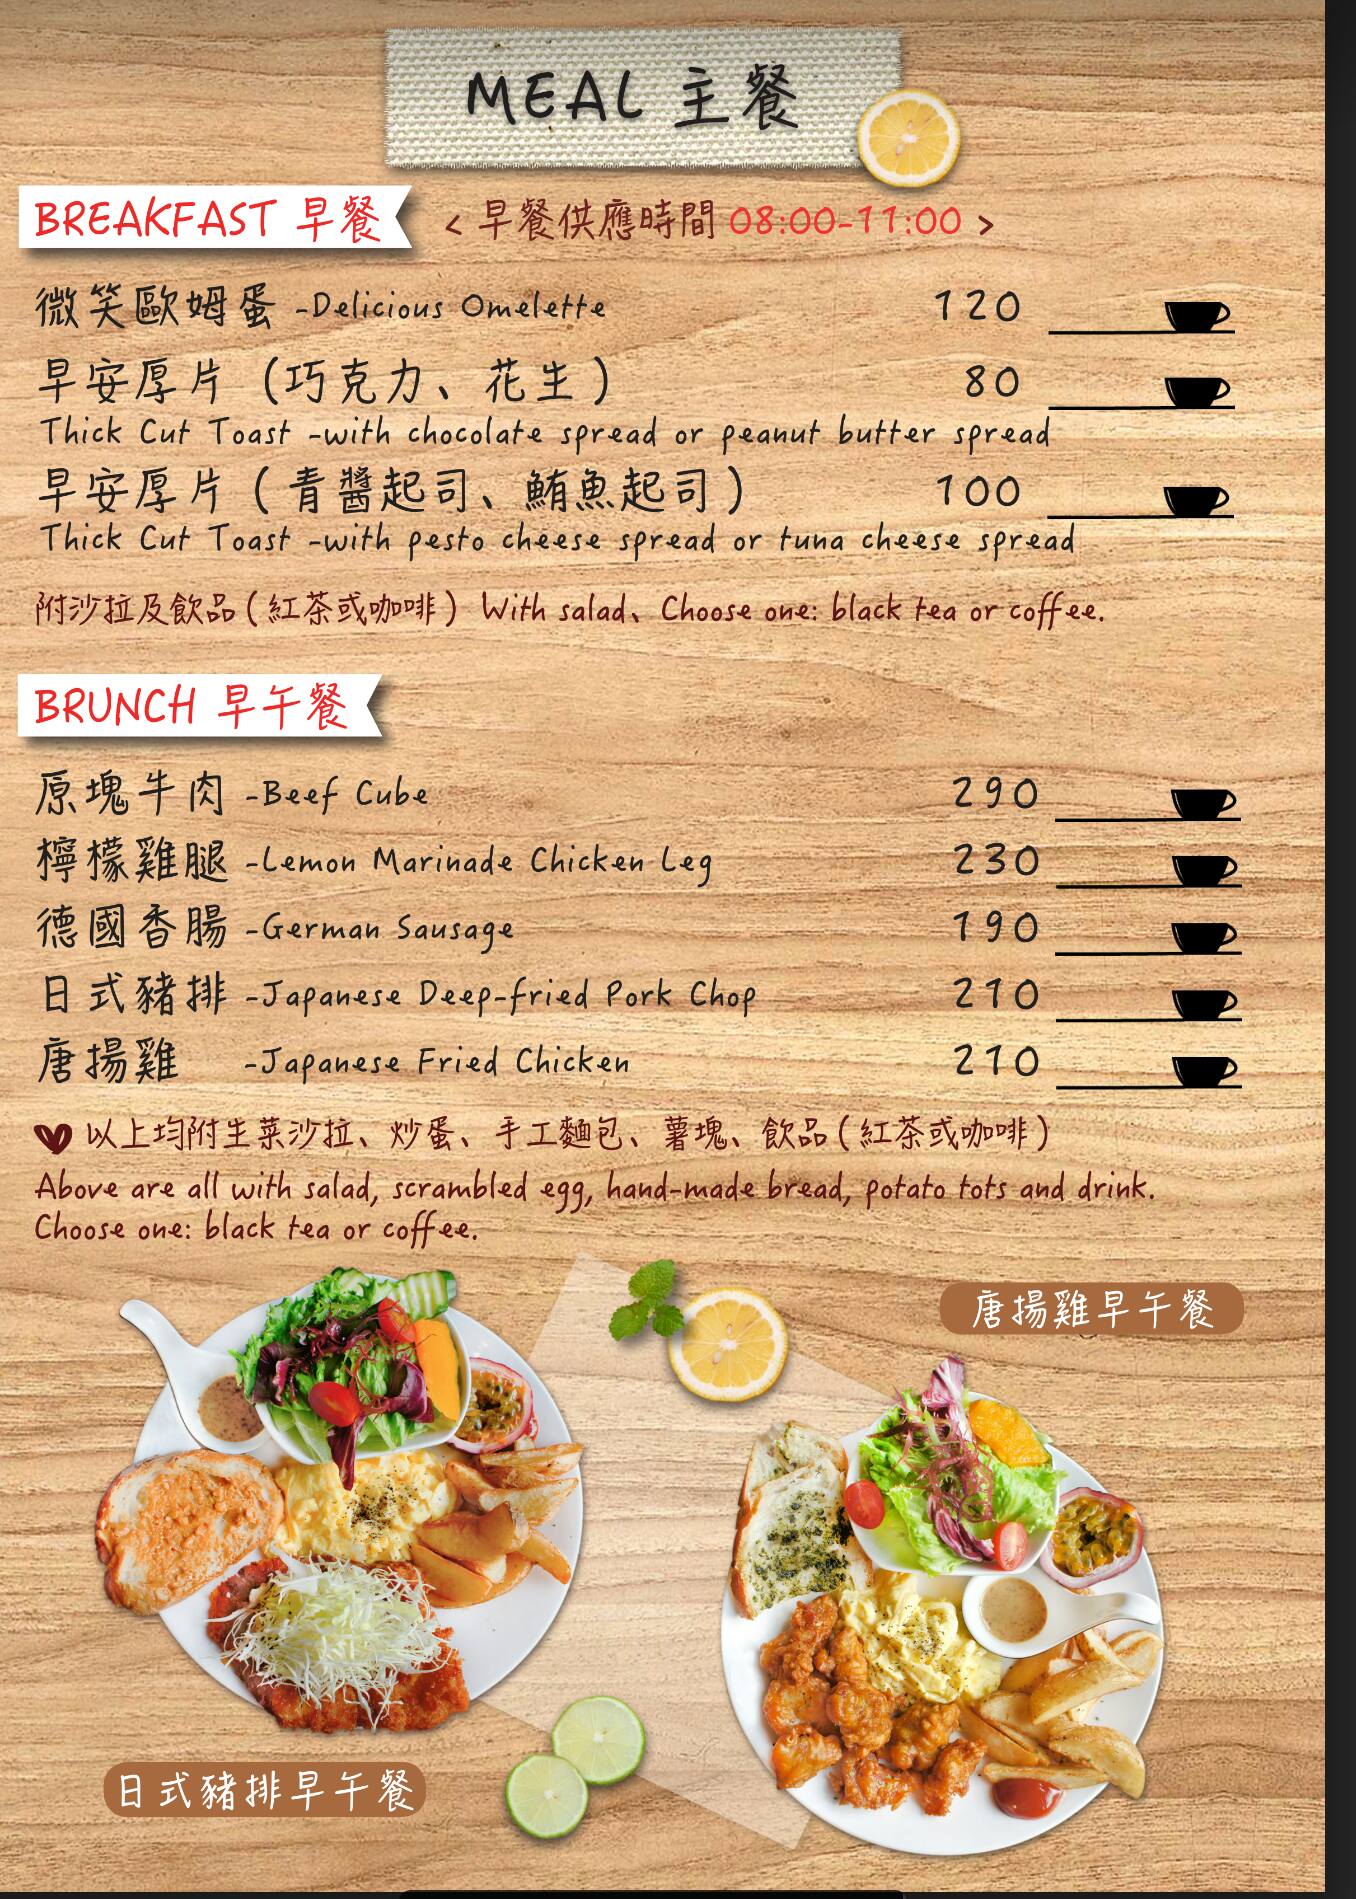 MEAL 主餐
BREAKFAST 早餐 < 早餐供應時間 08:00-11:00 >
微笑歐姆蛋 -Delicious Omelette 120
早安厚片 (巧克力、花生) 80
Thick Cut Toast -with chocolate spread or peanut butter spread
早安厚片 (青醬起司、鮪魚起司) 100
Thick Cut Toast -with pesto cheese spread or tuna cheese spread
附沙拉及飲品(紅茶或咖啡) With salad、Choose one: black tea or coffee.
BRUNCH 早午餐
原塊牛肉 -Beef Cube 290
檸檬雞腿 -Lemon Marinade Chicken Leg 230
德國香腸 -German Sausage 190
日式豬排 -Japanese Deep-fried Pork Chop 210
唐揚雞 -Japanese Fried Chicken 210
以上均附生菜沙拉、炒蛋、手工麵包、薯塊、飲品(紅茶或咖啡)
Above are all with salad, scrambled egg, hand-made bread, potato tots and drink.
Choose one: black tea or coffee.
唐揚雞早午餐
日式豬排早午餐